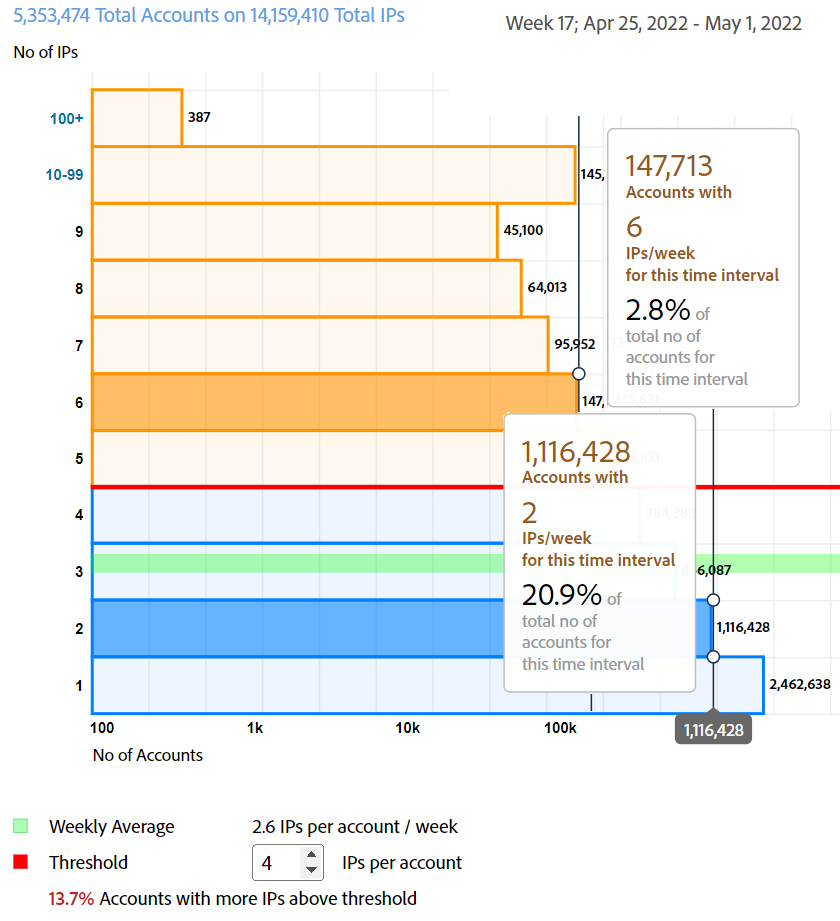 5,353,474 Total Accounts on 14,159,410 Total IPs
Week 17; Apr 25, 2022 - May 1, 2022
No of IPs
100+
387
10-99
145,
9
45,100
8
64,013
7
95,952
6
147,
5
4
384,388
3
6,087
2
1,116,428
1
2,462,638
147,713
Accounts with
6
IPs/week
for this time interval
2.8% of
total no of
accounts for
this time interval
1,116,428
Accounts with
2
IPs/week
for this time interval
20.9% of
total no of
accounts for
this time interval
100 1k 10k 100k
1,116,428
No of Accounts
Weekly Average 2.6 IPs per account / week
Threshold 4 IPs per account
13.7% Accounts with more IPs above threshold